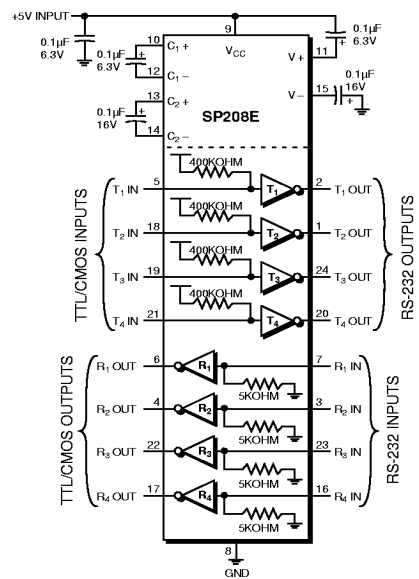 +5V INPUT
0.1µF
6.3V
0.1µF
6.3V
10
C1 +
12
C1 –
9
VCC
V +
11
0.1µF
6.3V
+
13
C2 +
0.1µF
16V
14
C2 –
V –
15
0.1µF
16V
SP208E
TTL/CMOS INPUTS
T1 IN
5
400KOHM
T1
2
T1 OUT
T2 IN
18
400KOHM
T2
1
T2 OUT
T3 IN
19
400KOHM
T3
24
T3 OUT
T4 IN
21
400KOHM
T4
20
T4 OUT
RS-232 OUTPUTS
TTL/CMOS OUTPUTS
R1 OUT
6
R1
7
R1 IN
5KOHM
R2 OUT
4
R2
3
R2 IN
5KOHM
R3 OUT
22
R3
23
R3 IN
5KOHM
R4 OUT
17
R4
16
R4 IN
5KOHM
RS-232 INPUTS
8
GND